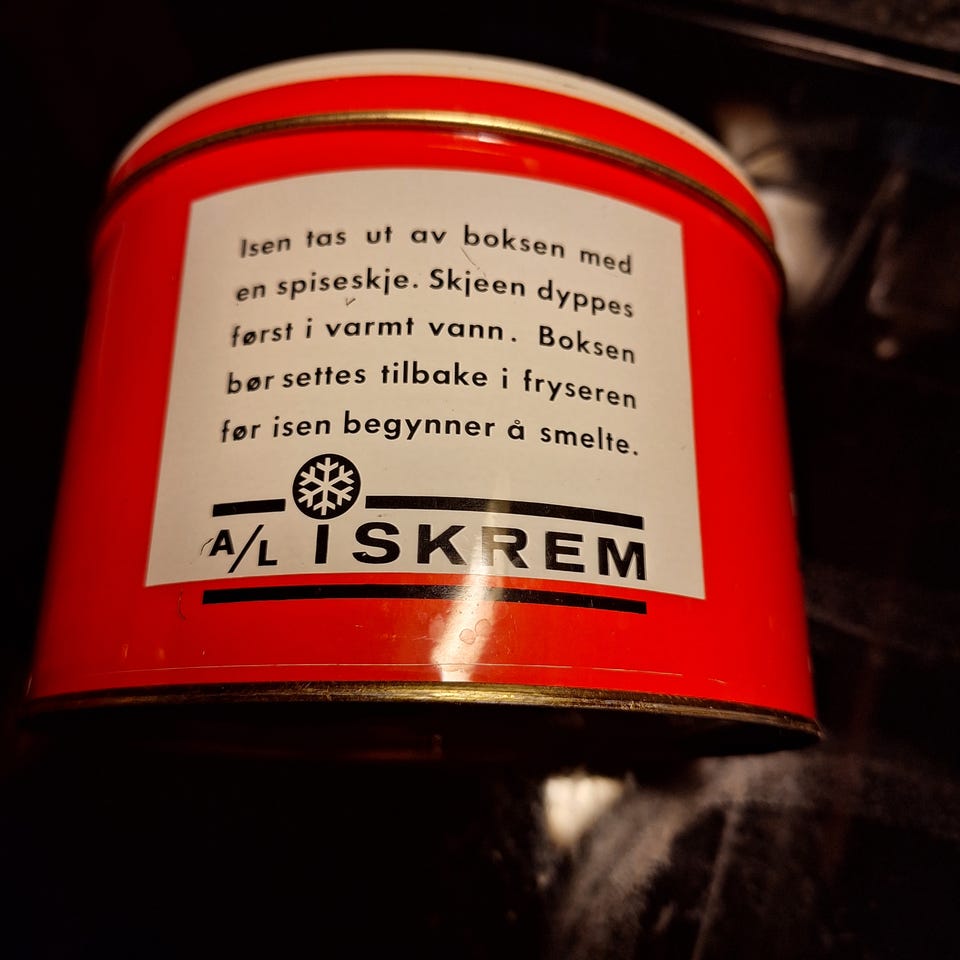 Isen tas ut av boksen med
en spiseskje. Skjeen dyppes
først i varmt vann. Boksen
bør settes tilbake i fryseren
før isen begynner å smelte.
A/L ISKREM